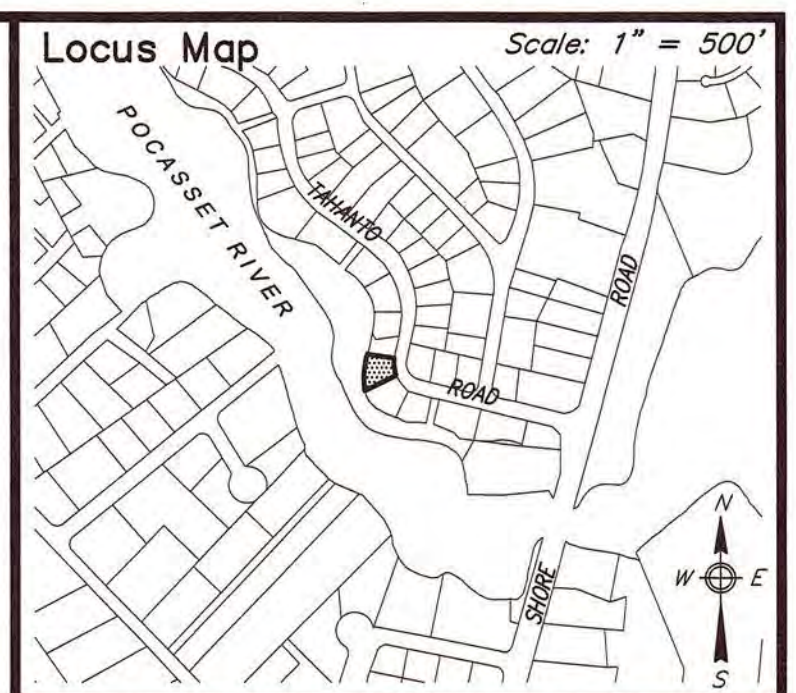 Locus Map
Scale: 1" = 500'
POCASSET RIVER
TAHANTO
ROAD
ROAD
SHORE
N
W E
S